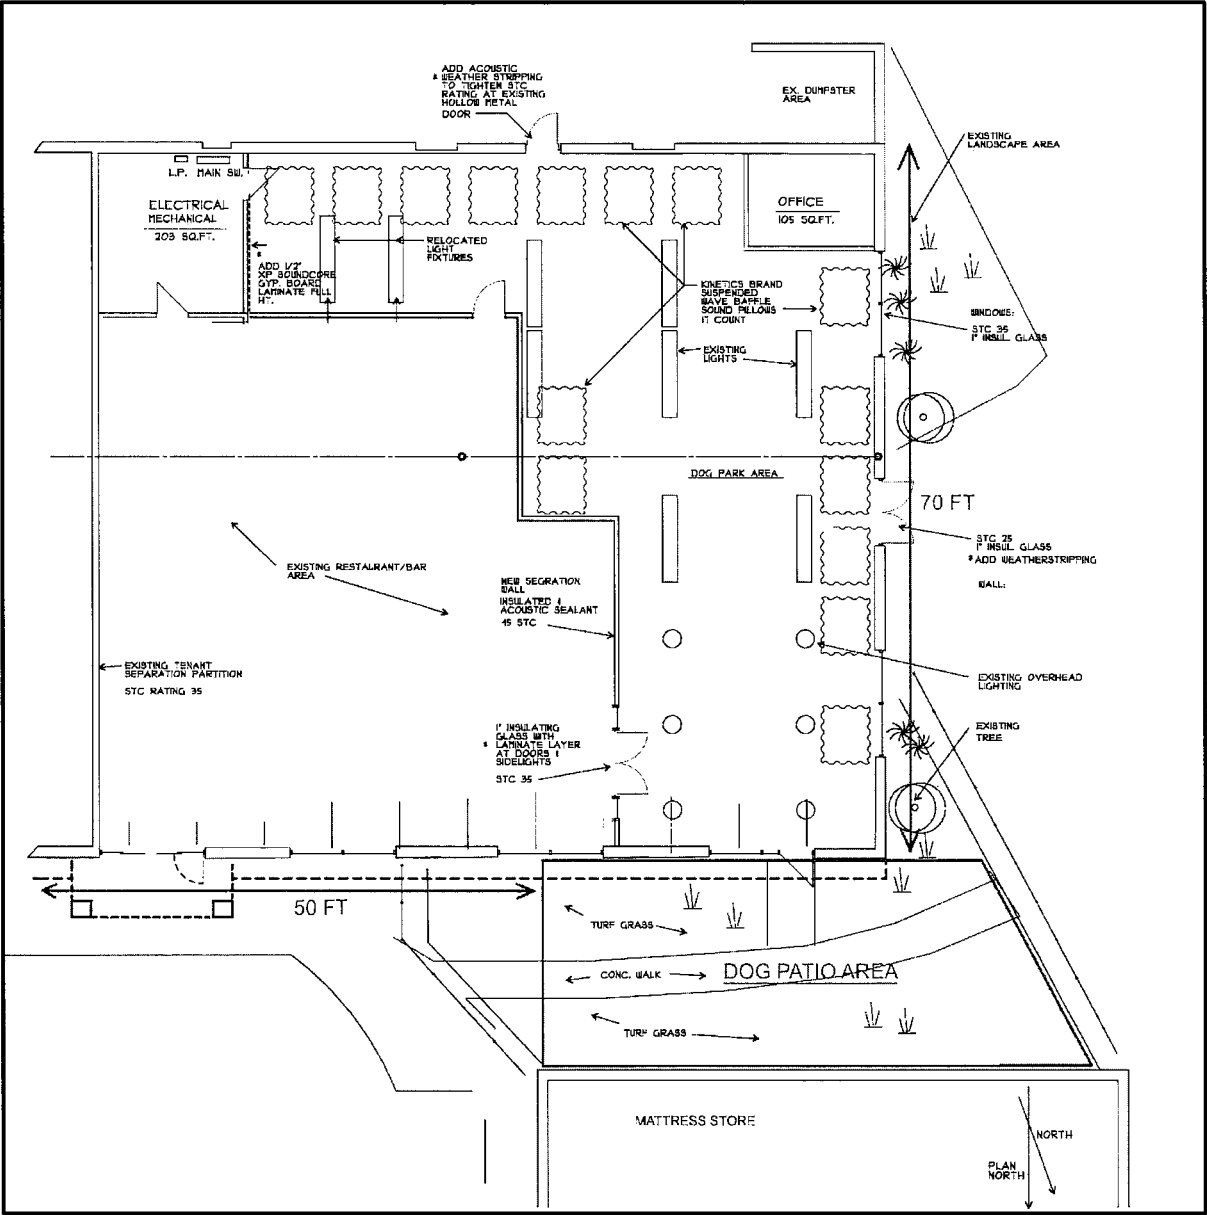 ADD ACOUSTIC
* WEATHER STRIPPING
TO TIGHTEN STC
RATING AT EXISTING
HOLLOW METAL
DOOR
EX. DUMPSTER
AREA
EXISTING
LANDSCAPE AREA
L.P. MAIN SW.
ELECTRICAL
MECHANICAL
203 SQ.FT.
OFFICE
105 SQ.FT.
RELOCATED
LIGHT
FIXTURES
*
ADD 1/2"
XP SOUNDCORE
GYP. BOARD
LAMINATE FULL
HT.
KINETICS BRAND
SUSPENDED
WAVE BAFFLE
SOUND PILLOWS
17 COUNT
WINDOWS:
STC 35
1" INSUL GLASS
EXISTING
LIGHTS
DOG PARK AREA
70 FT
STC 25
1" INSUL. GLASS
* ADD WEATHERSTRIPPING
WALL:
EXISTING RESTAURANT/BAR
AREA
NEW SEGRATION
WALL
INSULATED &
ACOUSTIC SEALANT
45 STC
EXISTING TENANT
SEPARATION PARTITION
STC RATING 35
EXISTING OVERHEAD
LIGHTING
1" INSULATING
GLASS WITH
* LAMINATE LAYER
AT DOORS &
SIDELIGHTS
STC 35
EXISTING
TREE
50 FT
TURF GRASS
CONC. WALK
DOG PATIO AREA
TURF GRASS
MATTRESS STORE
NORTH
PLAN
NORTH